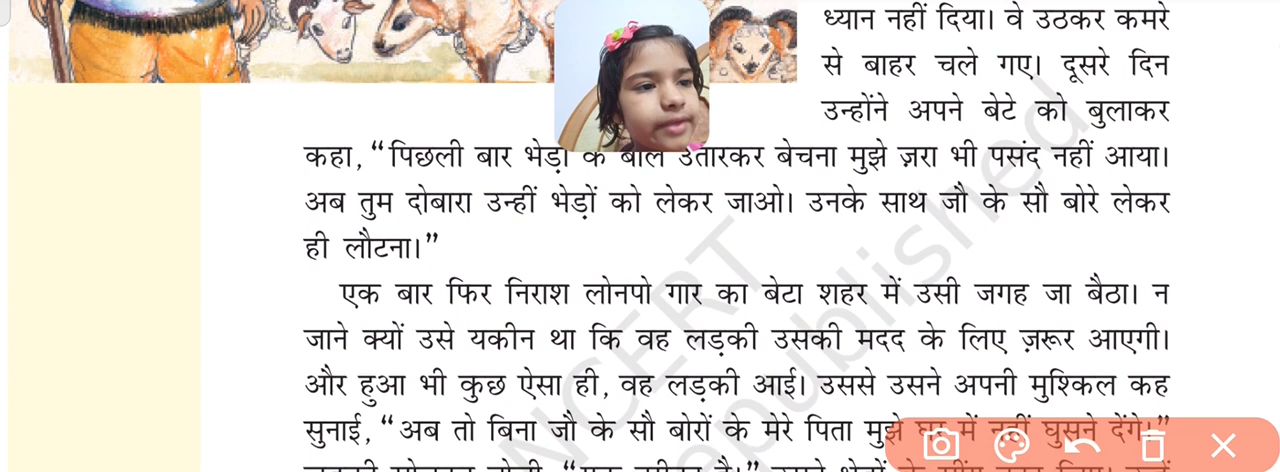 ध्यान नहीं दिया। वे उठकर कमरे
से बाहर चले गए। दूसरे दिन
उन्होंने अपने बेटे को बुलाकर
कहा, “पिछली बार भेड़ों के बाल उतारकर बेचना मुझे ज़रा भी पसंद नहीं आया।
अब तुम दोबारा उन्हीं भेड़ों को लेकर जाओ। उनके साथ जौ के सौ बोरे लेकर
ही लौटना।”
एक बार फिर निराश लोनपो गार का बेटा शहर में उसी जगह जा बैठा। न
जाने क्यों उसे यकीन था कि वह लड़की उसकी मदद के लिए ज़रूर आएगी।
और हुआ भी कुछ ऐसा ही, वह लड़की आई। उससे उसने अपनी मुश्किल कह
सुनाई, “अब तो बिना जौ के सौ बोरों के मेरे पिता मुझे घर में नहीं घुसने देंगे।”
NCERT
republished